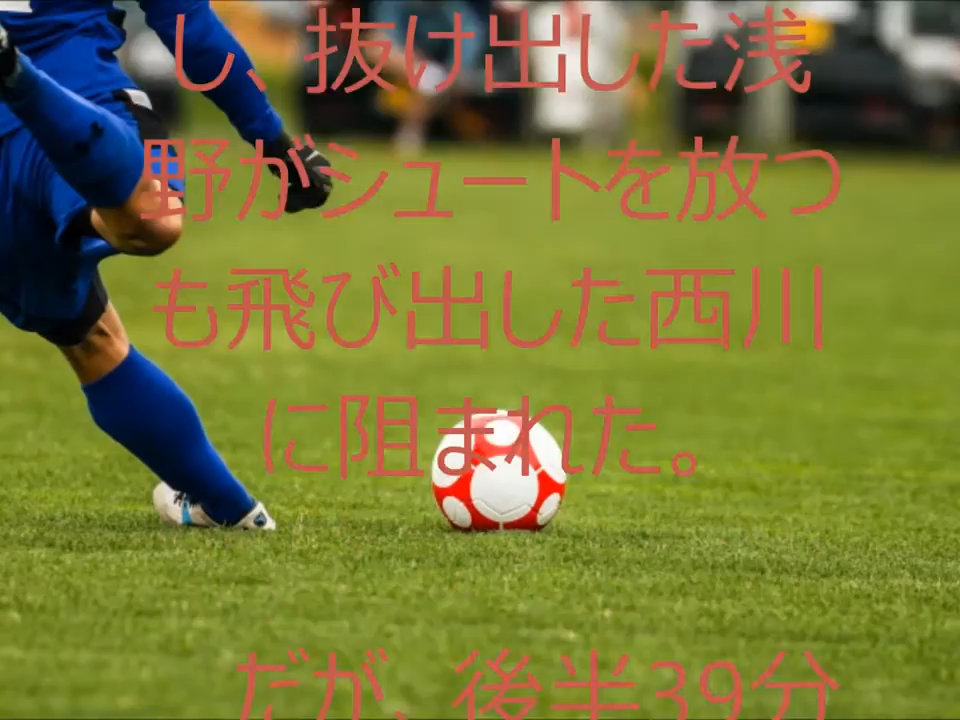 し、抜け出した浅
野がシュートを放つ
も飛び出した西川
に阻まれた。
だが、後半39分